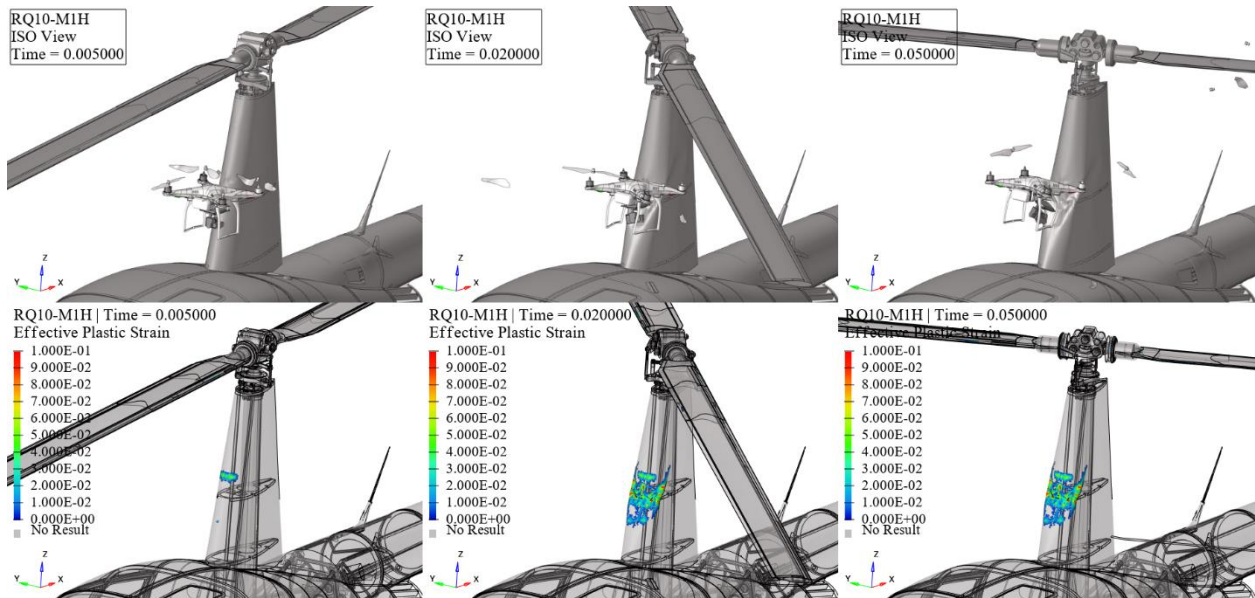 RQ10-M1H
ISO View
Time = 0.005000
Z
Y
X
RQ10-M1H
ISO View
Time = 0.020000
Z
Y
X
RQ10-M1H
ISO View
Time = 0.050000
Z
Y
X
RQ10-M1H | Time = 0.005000
Effective Plastic Strain
1.000E-01
9.000E-02
8.000E-02
7.000E-02
6.000E-02
5.000E-02
4.000E-02
3.000E-02
2.000E-02
1.000E-02
0.000E+00
No Result
Z
Y
X
RQ10-M1H | Time = 0.020000
Effective Plastic Strain
1.000E-01
9.000E-02
8.000E-02
7.000E-02
6.000E-02
5.000E-02
4.000E-02
3.000E-02
2.000E-02
1.000E-02
0.000E+00
No Result
Z
Y
X
RQ10-M1H | Time = 0.050000
Effective Plastic Strain
1.000E-01
9.000E-02
8.000E-02
7.000E-02
6.000E-02
5.000E-02
4.000E-02
3.000E-02
2.000E-02
1.000E-02
0.000E+00
No Result
Z
Y
X